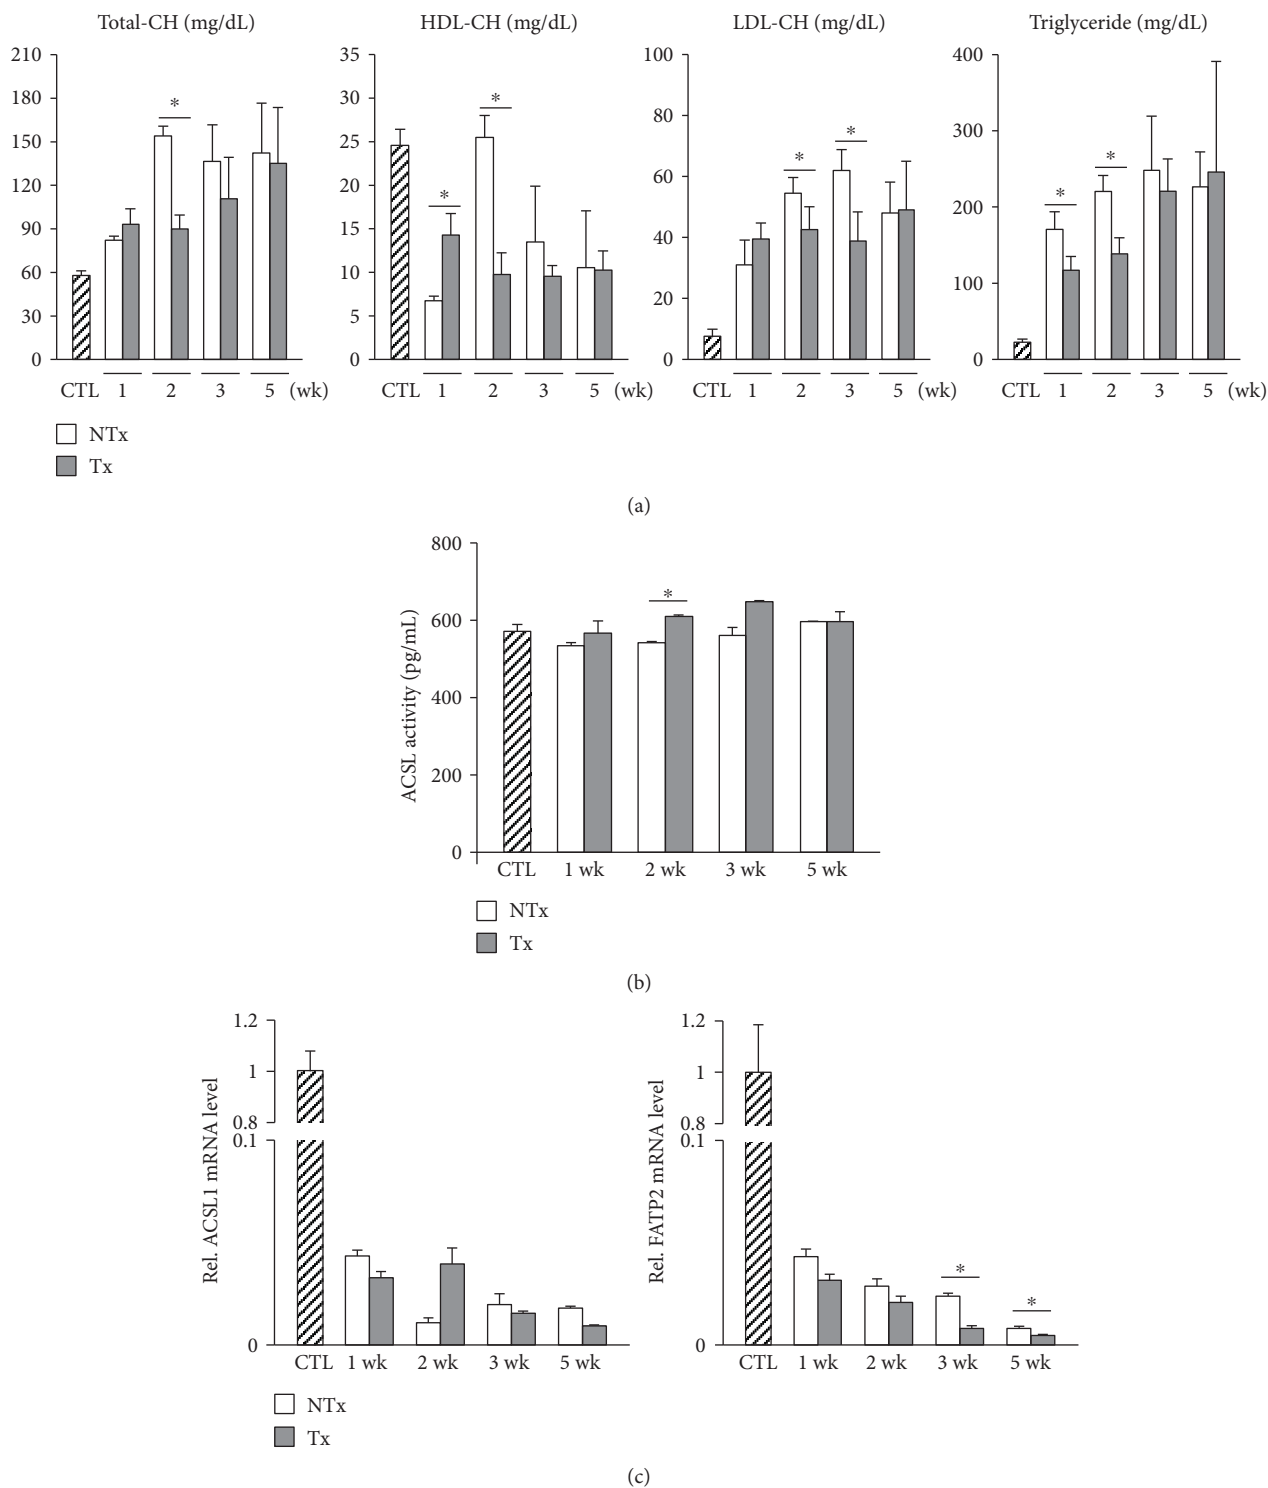 Total-CH (mg/dL) HDL-CH (mg/dL) LDL-CH (mg/dL) Triglyceride (mg/dL)
210 35 100 400
180 30
150 25 80 300
120 20 60
90 15 200
60 10 40
30 5 20 100
0 0 0 0
* * * * * * *
CTL 1 2 3 5 (wk) CTL 1 2 3 5 (wk) CTL 1 2 3 5 (wk) CTL 1 2 3 5 (wk)
NTx
Tx
(a)
ACSL activity (pg/mL)
800
600
400
200
0
*
CTL 1 wk 2 wk 3 wk 5 wk
NTx
Tx
(b)
Rel. ACSL1 mRNA level
1.2
1
0.8
0.1
0
CTL 1 wk 2 wk 3 wk 5 wk
NTx
Tx
Rel. FATP2 mRNA level
1.2
1
0.8
0.1
0
* *
CTL 1 wk 2 wk 3 wk 5 wk
(c)